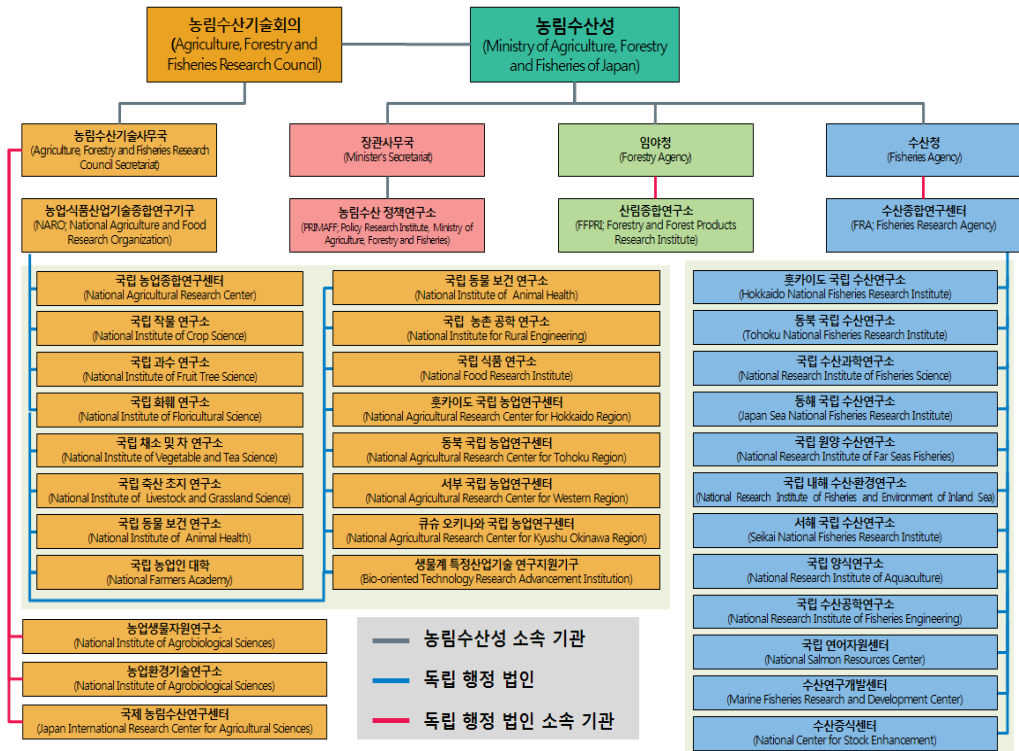 농림수산기술회의
(Agriculture, Forestry and
Fisheries Research Council)
농림수산성
(Ministry of Agriculture, Forestry
and Fisheries of Japan)
농림수산기술사무국
(Agriculture, Forestry and Fisheries Research
Council Secretariat)
장관사무국
(Minister's Secretariat)
임야청
(Forestry Agency)
수산청
(Fisheries Agency)
농업·식품산업기술종합연구기구
(NARO; National Agriculture and Food
Research Organization)
농림수산 정책연구소
(PRIMAFF; Policy Research Institute, Ministry of
Agriculture, Forestry and Fisheries)
산림종합연구소
(FFPRI; Forestry and Forest Products
Research Institute)
수산종합연구센터
(FRA; Fisheries Research Agency)
국립 농업종합연구센터
(National Agricultural Research Center)
국립 작물 연구소
(National Institute of Crop Science)
국립 과수 연구소
(National Institute of Fruit Tree Science)
국립 화훼 연구소
(National Institute of Floricultural Science)
국립 채소 및 차 연구소
(National Institute of Vegetable and Tea Science)
국립 축산 초지 연구소
(National Institute of Livestock and Grassland Science)
국립 동물 보건 연구소
(National Institute of Animal Health)
국립 농업인 대학
(National Farmers Academy)
국립 동물 보건 연구소
(National Institute of Animal Health)
국립 농촌 공학 연구소
(National Institute for Rural Engineering)
국립 식품 연구소
(National Food Research Institute)
홋카이도 국립 농업연구센터
(National Agricultural Research Center for Hokkaido Region)
동북 국립 농업연구센터
(National Agricultural Research Center for Tohoku Region)
서부 국립 농업연구센터
(National Agricultural Research Center for Western Region)
큐슈 오키나와 국립 농업연구센터
(National Agricultural Research Center for Kyushu Okinawa Region)
생물계 특정산업기술 연구지원기구
(Bio-oriented Technology Research Advancement Institution)
홋카이도 국립 수산연구소
(Hokkaido National Fisheries Research Institute)
동북 국립 수산연구소
(Tohoku National Fisheries Research Institute)
국립 수산과학연구소
(National Research Institute of Fisheries Science)
동해 국립 수산연구소
(Japan Sea National Fisheries Research Institute)
국립 원양 수산연구소
(National Research Institute of Far Seas Fisheries)
국립 내해 수산·환경연구소
(National Research Institute of Fisheries and Environment of Inland Sea)
서해 국립 수산연구소
(Seikai National Fisheries Research Institute)
국립 양식연구소
(National Research Institute of Aquaculture)
국립 수산공학연구소
(National Research Institute of Fisheries Engineering)
국립 연어자원센터
(National Salmon Resources Center)
수산연구개발센터
(Marine Fisheries Research and Development Center)
수산증식센터
(National Center for Stock Enhancement)
농업생물자원연구소
(National Institute of Agrobiological Sciences)
농업환경기술연구소
(National Institute of Agrobiological Sciences)
국제 농림수산연구센터
(Japan International Research Center for Agricultural Sciences)
농림수산성 소속 기관
독립 행정 법인
독립 행정 법인 소속 기관